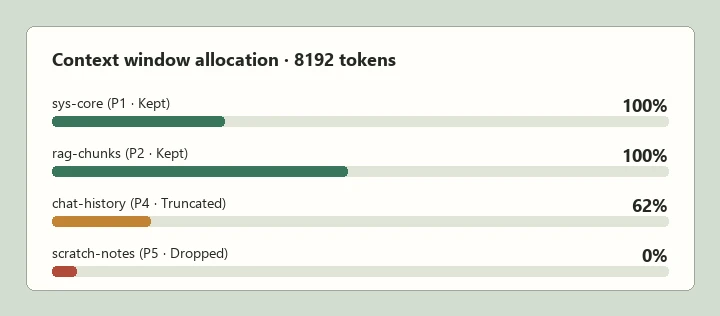 Context window allocation · 8192 tokens
sys-core (P1 · Kept) 100%
rag-chunks (P2 · Kept) 100%
chat-history (P4 · Truncated) 62%
scratch-notes (P5 · Dropped) 0%